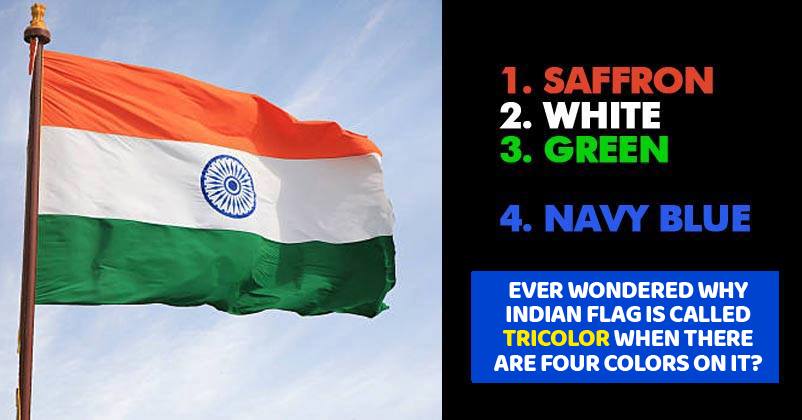 1. SAFFRON
2. WHITE
3. GREEN
4. NAVY BLUE
EVER WONDERED WHY
INDIAN FLAG IS CALLED
TRICOLOR WHEN THERE
ARE FOUR COLORS ON IT?